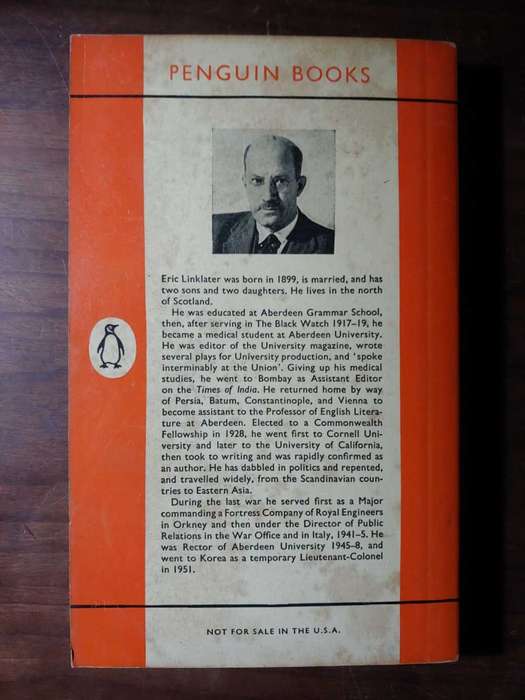 PENGUIN BOOKS
Eric Linklater was born in 1899, is married, and has
two sons and two daughters. He lives in the north
of Scotland.
He was educated at Aberdeen Grammar School,
then, after serving in The Black Watch 1917–19, he
became a medical student at Aberdeen University.
He was editor of the University magazine, wrote
several plays for University production, and ‘spoke
interminably at the Union’. Giving up his medical
studies, he went to Bombay as Assistant Editor
on the Times of India. He returned home by way
of Persia, Batum, Constantinople, and Vienna to
become assistant to the Professor of English Litera-
ture at Aberdeen. Elected to a Commonwealth
Fellowship in 1928, he went first to Cornell Uni-
versity and later to the University of California,
then took to writing and was rapidly confirmed as
an author. He has dabbled in politics and repented,
and travelled widely, from the Scandinavian coun-
tries to Eastern Asia.
During the last war he served first as a Major
commanding a Fortress Company of Royal Engineers
in Orkney and then under the Director of Public
Relations in the War Office and in Italy, 1941–5. He
was Rector of Aberdeen University 1945–8, and
went to Korea as a temporary Lieutenant-Colonel
in 1951.
NOT FOR SALE IN THE U.S.A.